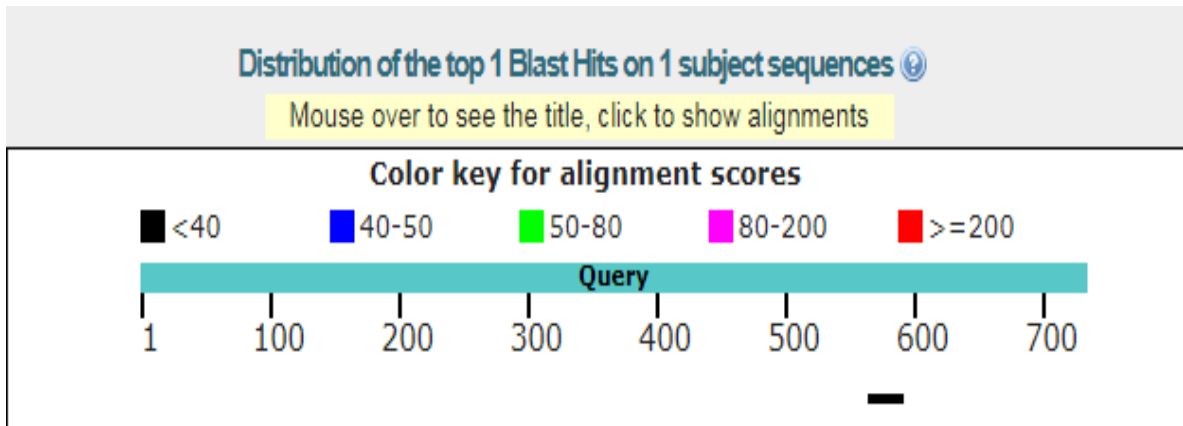 Distribution of the top 1 Blast Hits on 1 subject sequences ?
Mouse over to see the title, click to show alignments
Color key for alignment scores
<40 40-50 50-80 80-200 >=200
Query
1 100 200 300 400 500 600 700